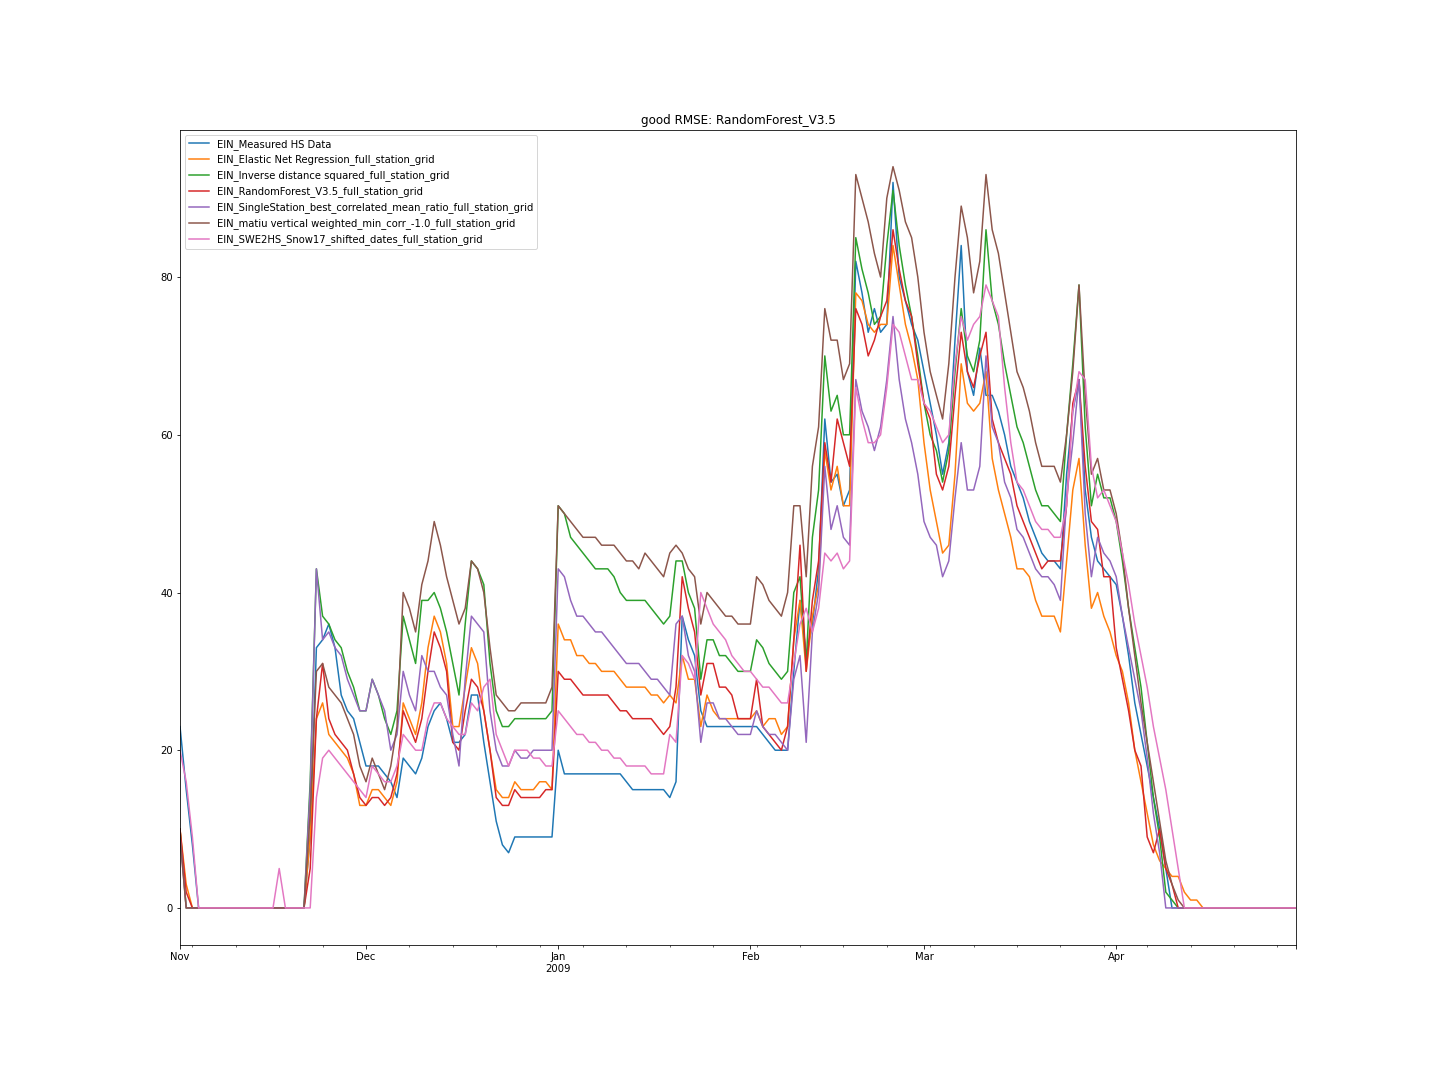 good RMSE: RandomForest_V3.5
EIN_Measured HS Data
EIN_Elastic Net Regression_full_station_grid
EIN_Inverse distance squared_full_station_grid
EIN_RandomForest_V3.5_full_station_grid
EIN_SingleStation_best_correlated_mean_ratio_full_station_grid
EIN_matiu vertical weighted_min_corr_-1.0_full_station_grid
EIN_SWE2HS_Snow17_shifted_dates_full_station_grid
80
60
40
20
0
Nov Dec Jan Feb Mar Apr
2009